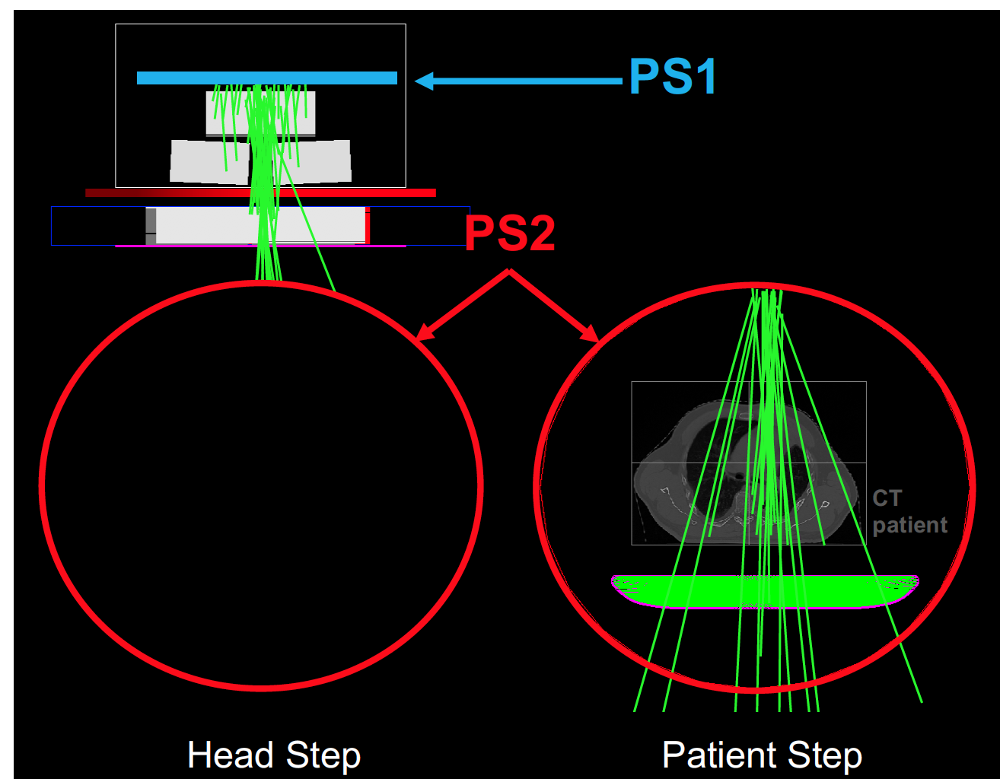 PS1
PS2
CT
patient
Head Step
Patient Step